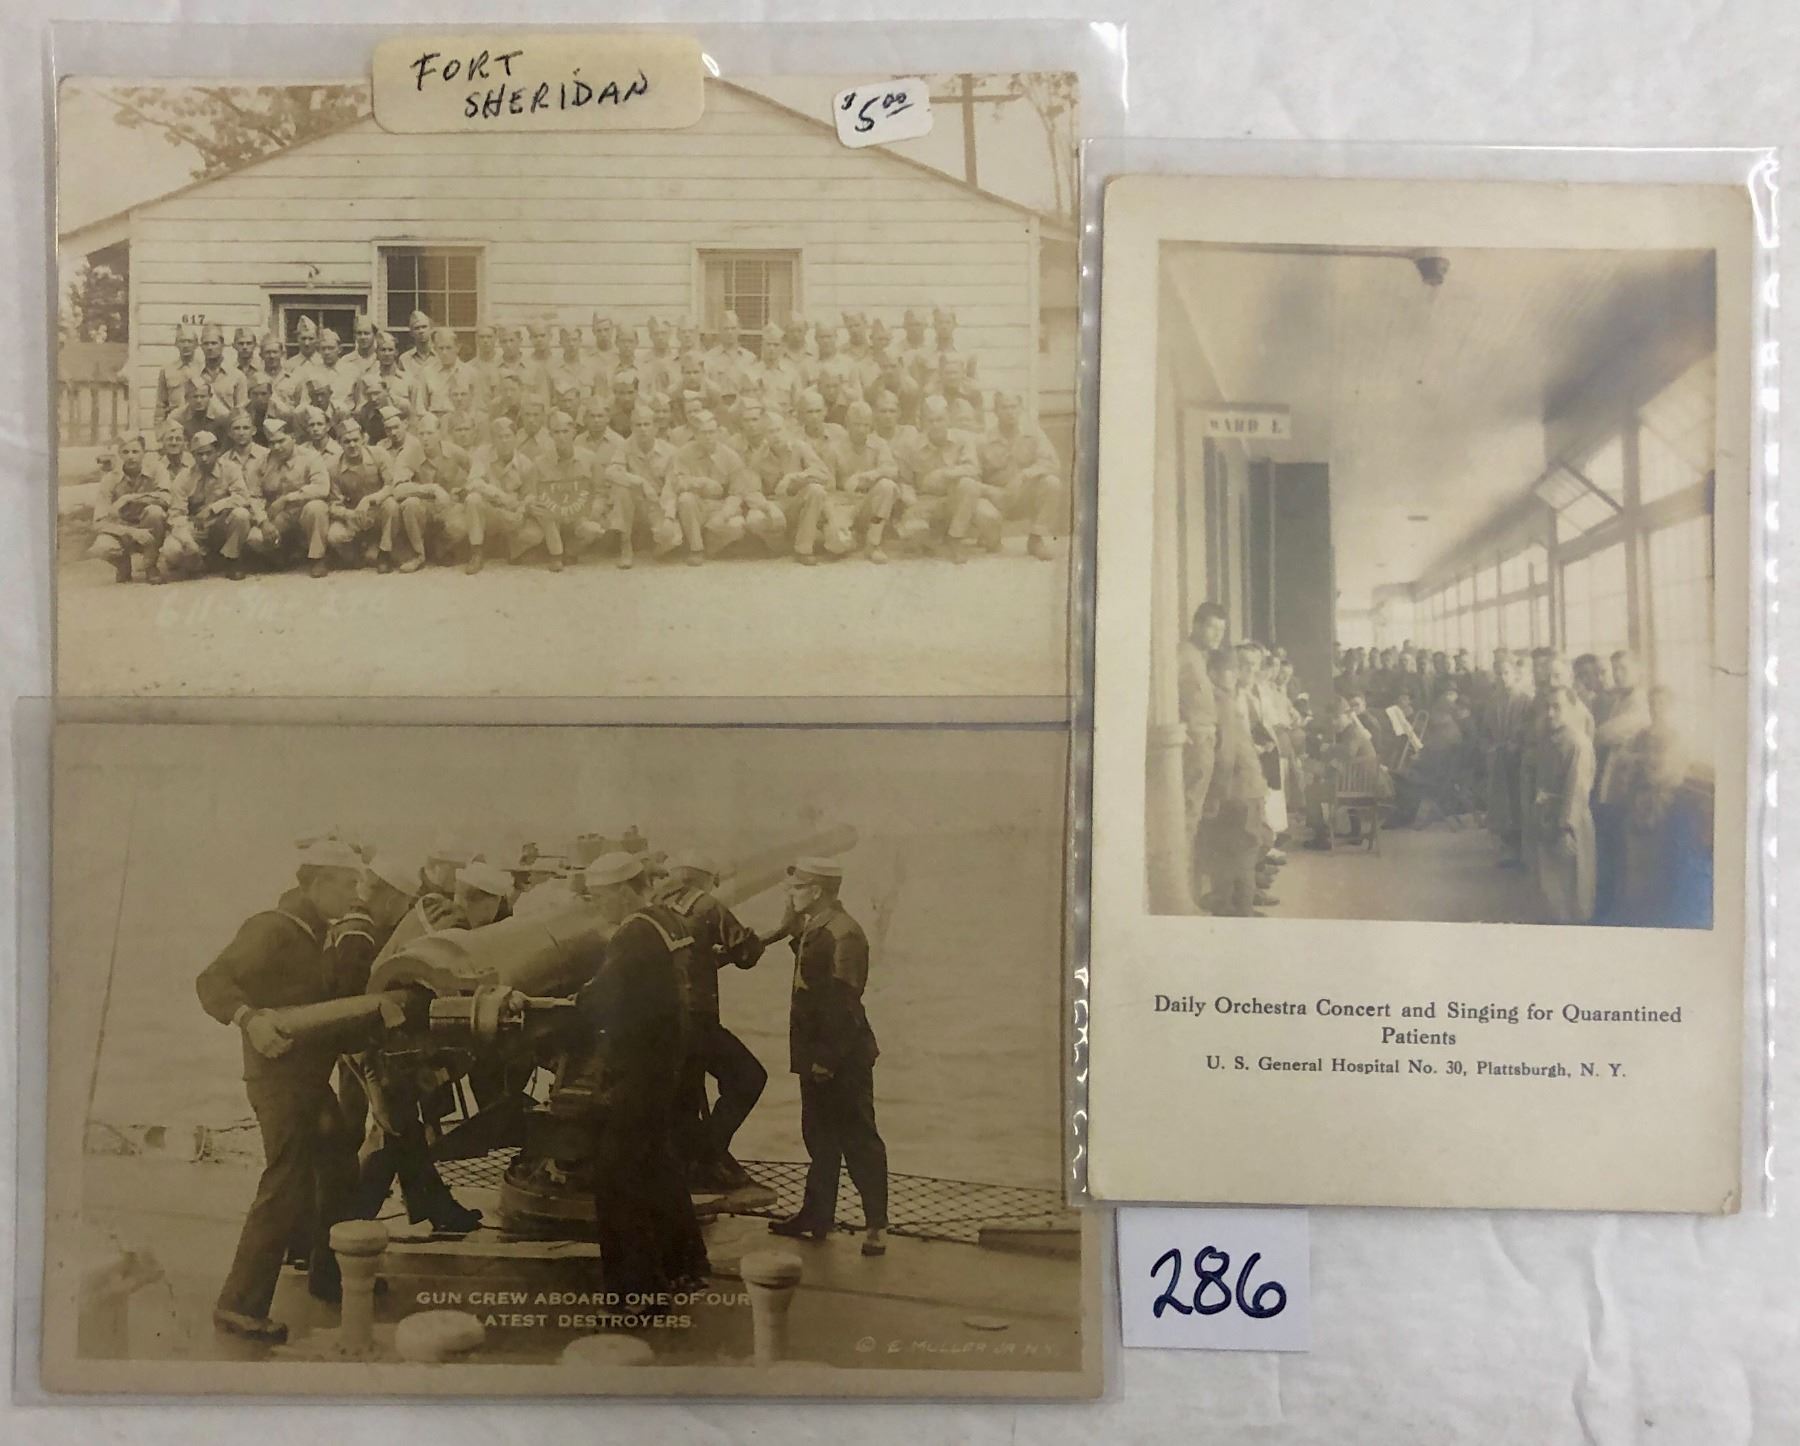 FORT
SHERIDAN
$5.00
617
SHERIDAN
WARD 1.
Daily Orchestra Concert and Singing for Quarantined
Patients
U. S. General Hospital No. 30, Plattsburgh, N. Y.
GUN CREW ABOARD ONE OF OUR
LATEST DESTROYERS.
© E. MULLER JR. N.Y.
286